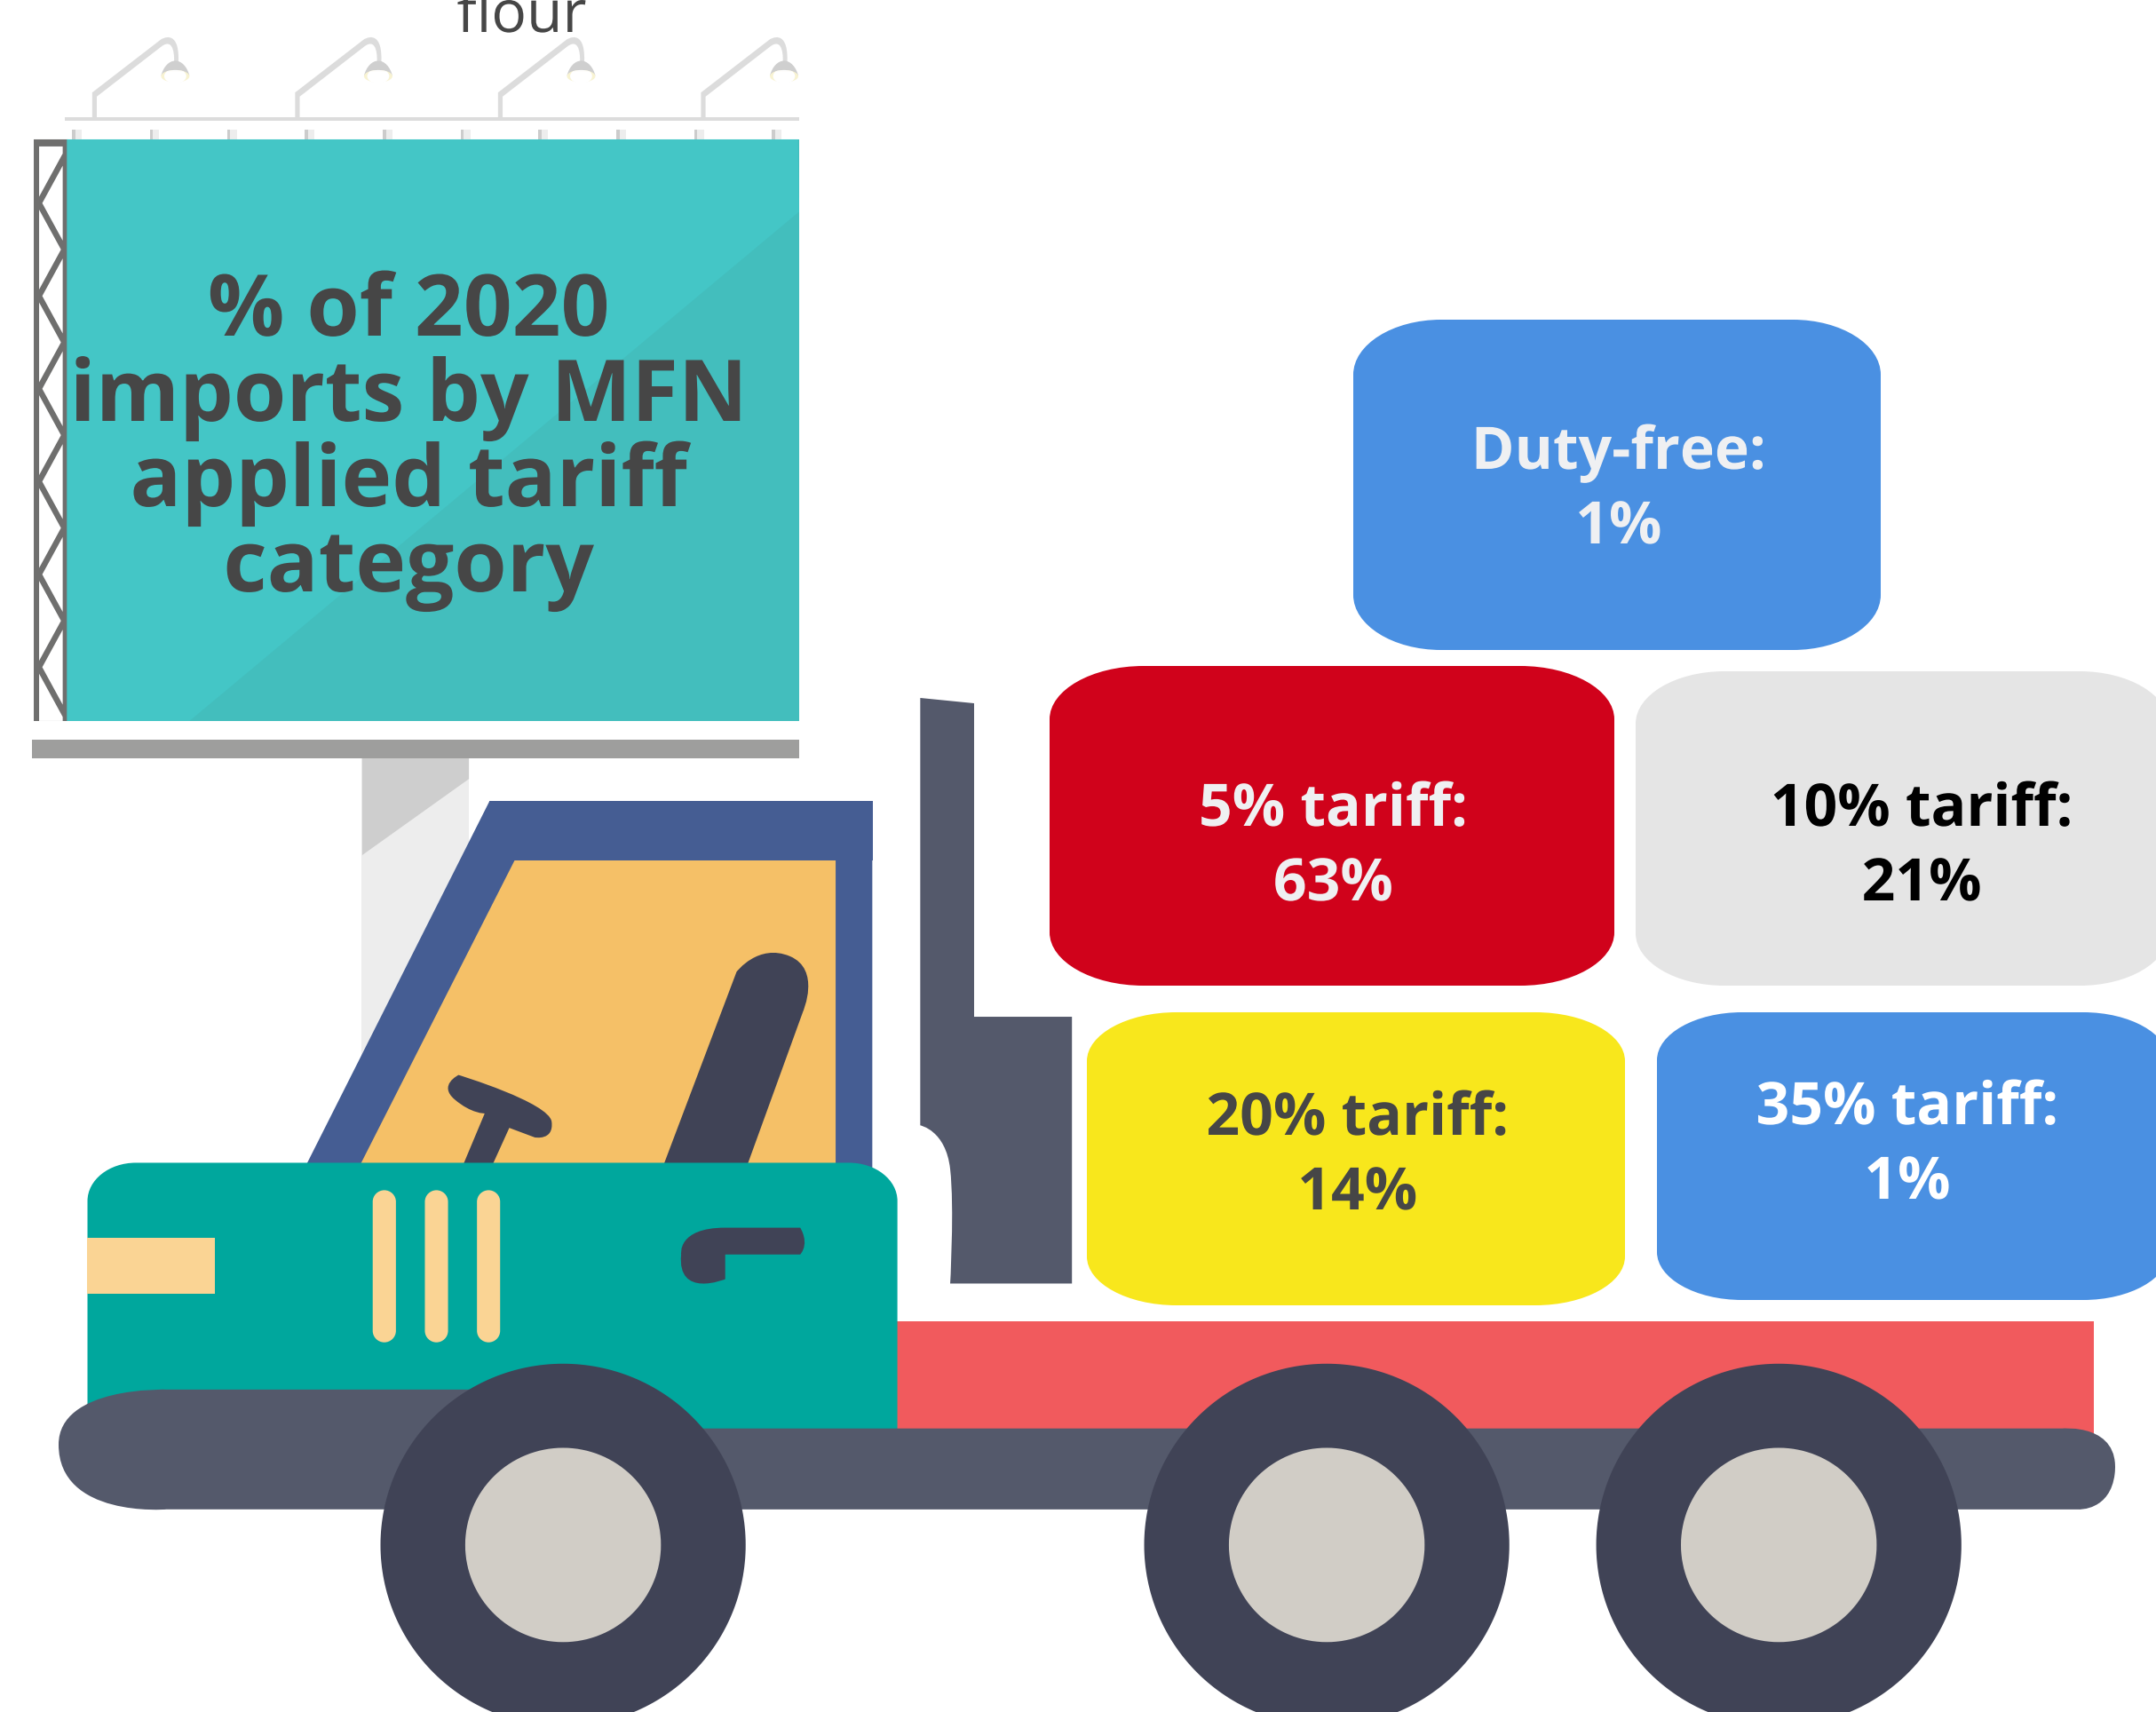 flour
% of 2020
imports by MFN
applied tariff
category
Duty-free:
1%
5% tariff:
63%
10% tariff:
21%
20% tariff:
14%
35% tariff:
1%